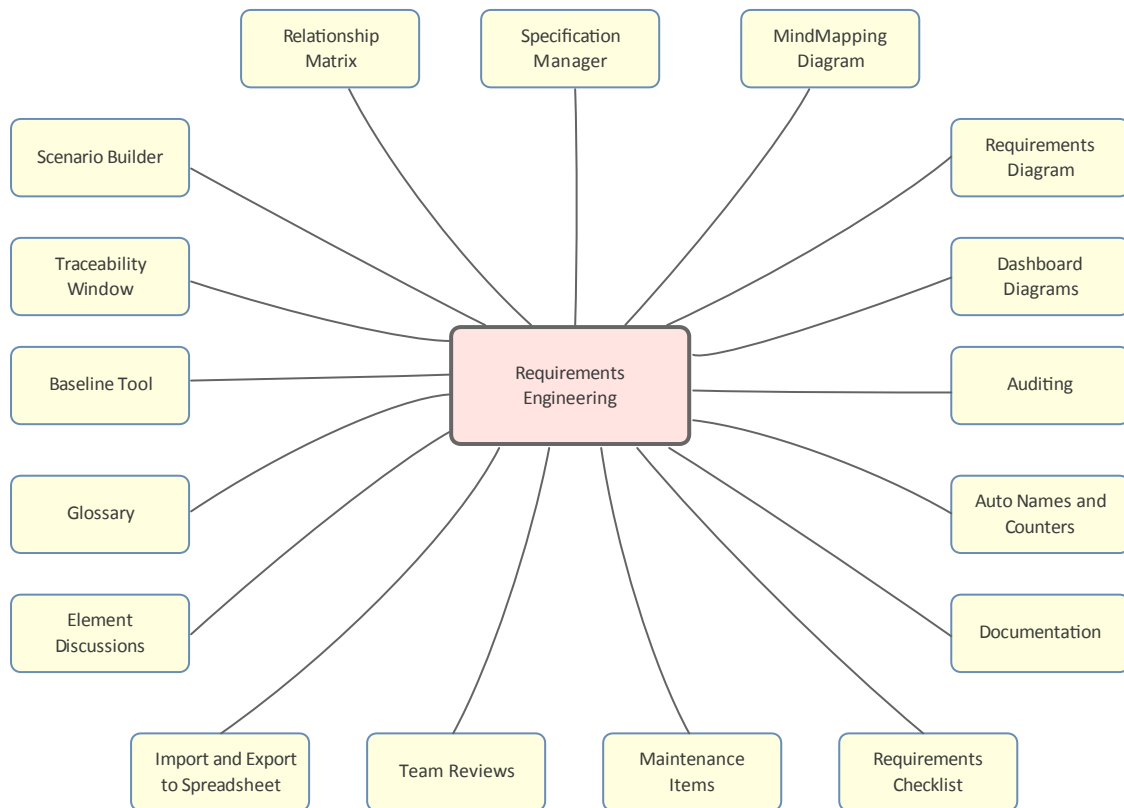 Relationship
Matrix
Specification
Manager
MindMapping
Diagram
Scenario Builder
Requirements
Diagram
Traceability
Window
Dashboard
Diagrams
Baseline Tool
Requirements
Engineering
Auditing
Glossary
Auto Names and
Counters
Element
Discussions
Documentation
Import and Export
to Spreadsheet
Team Reviews
Maintenance
Items
Requirements
Checklist